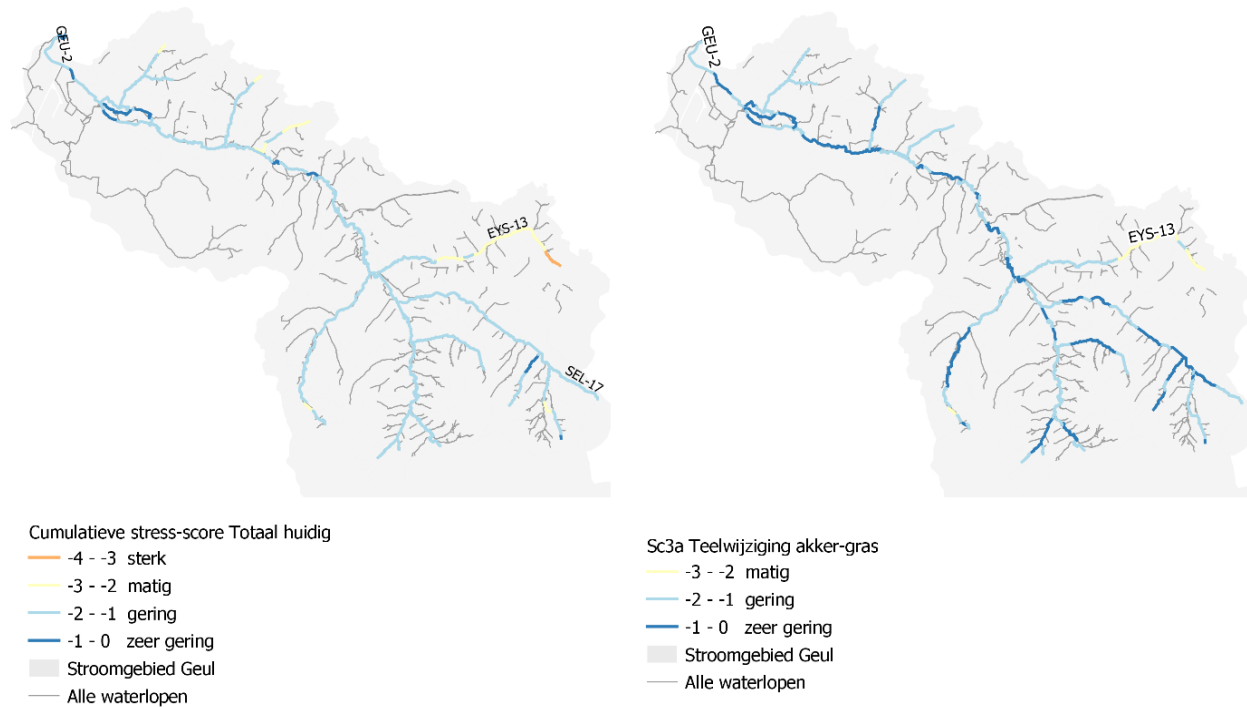 GEU-2
EYS-13
SEL-17
Cumulatieve stress-score Totaal huidig
-4 - -3 sterk
-3 - -2 matig
-2 - -1 gering
-1 - 0 zeer gering
Stroomgebied Geul
Alle waterlopen
GEU-2
EYS-13
Sc3a Teelwijziging akker-gras
-3 - -2 matig
-2 - -1 gering
-1 - 0 zeer gering
Stroomgebied Geul
Alle waterlopen